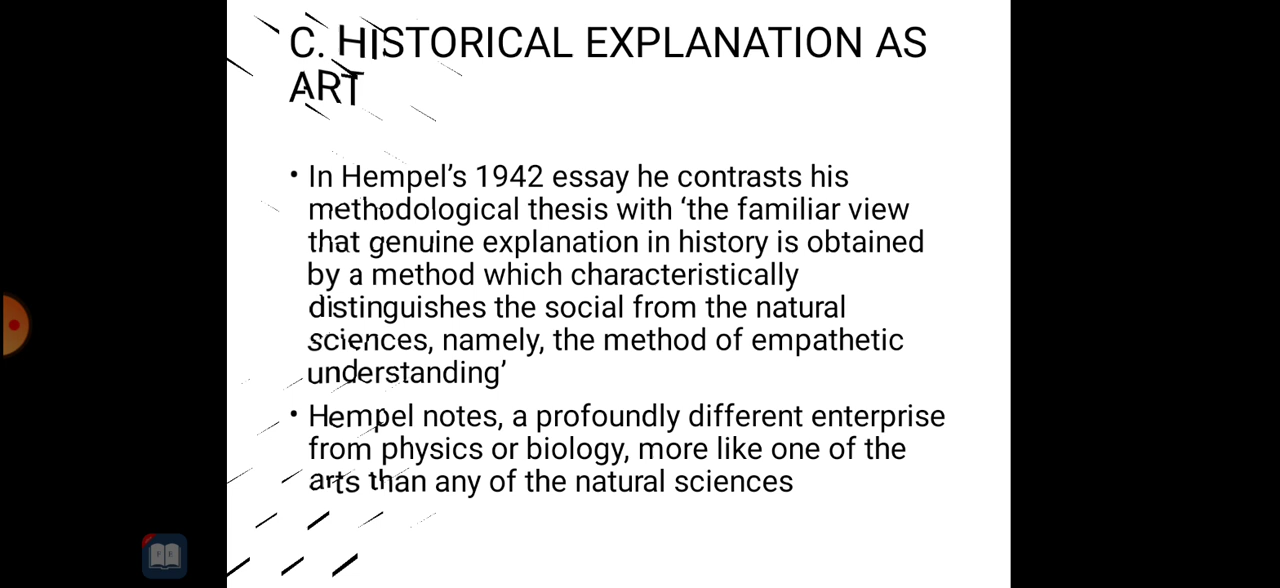 C. HISTORICAL EXPLANATION AS
ART
• In Hempel’s 1942 essay he contrasts his
methodological thesis with ‘the familiar view
that genuine explanation in history is obtained
by a method which characteristically
distinguishes the social from the natural
sciences, namely, the method of empathetic
understanding’
• Hempel notes, a profoundly different enterprise
from physics or biology, more like one of the
arts than any of the natural sciences